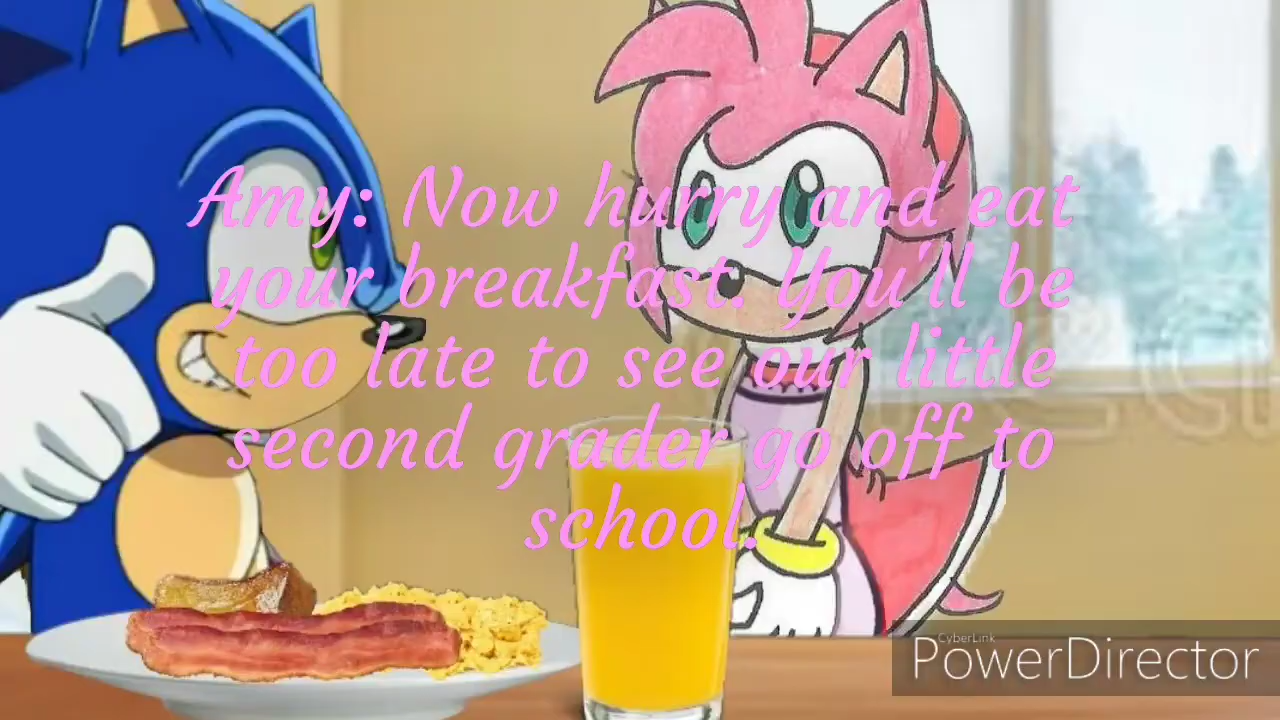 Amy: Now hurry and eat
your breakfast. You'll be
too late to see our little
second grader go off to
school.
CyberLink
PowerDirector